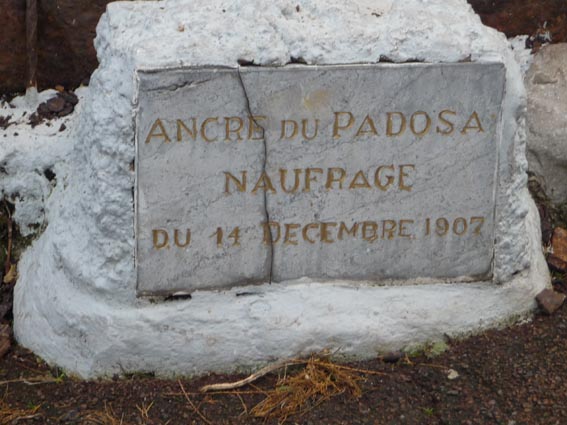 ANCRE DU PADOSA
NAUFRAGE
DU 14 DECEMBRE 1907